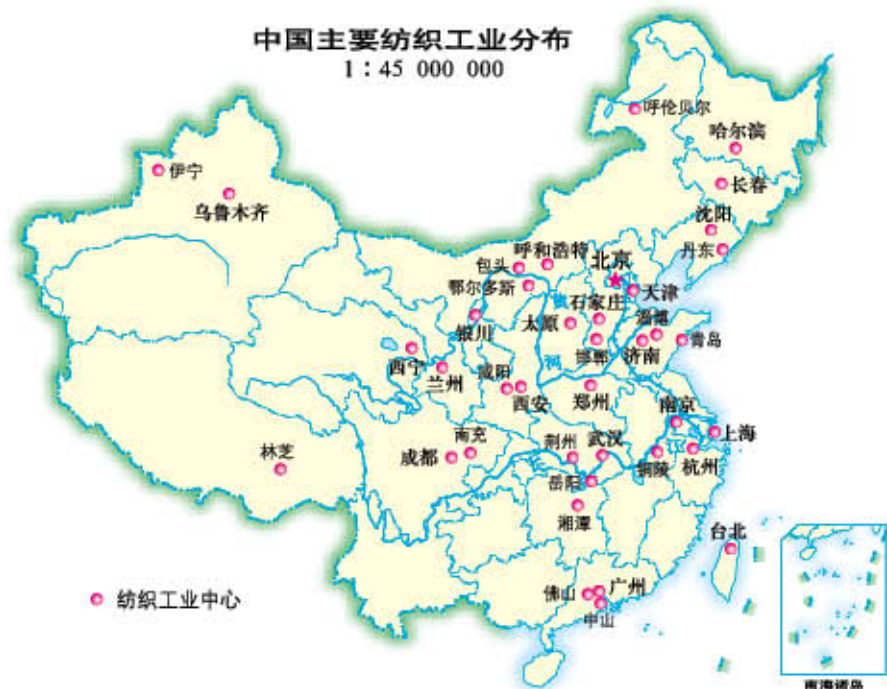 中国主要纺织工业分布
1：45 000 000
呼伦贝尔
哈尔滨
伊宁
长春
乌鲁木齐
沈阳
丹东
呼和浩特
包头
北京
鄂尔多斯
天津
石家庄
银川
太原
淄博
青岛
邯郸
济南
河
西宁
兰州
咸阳
西安
郑州
南京
上海
南充
荆州
武汉
成都
林芝
铜陵
杭州
岳阳
湘潭
台北
佛山
广州
中山
纺织工业中心
南海诸岛